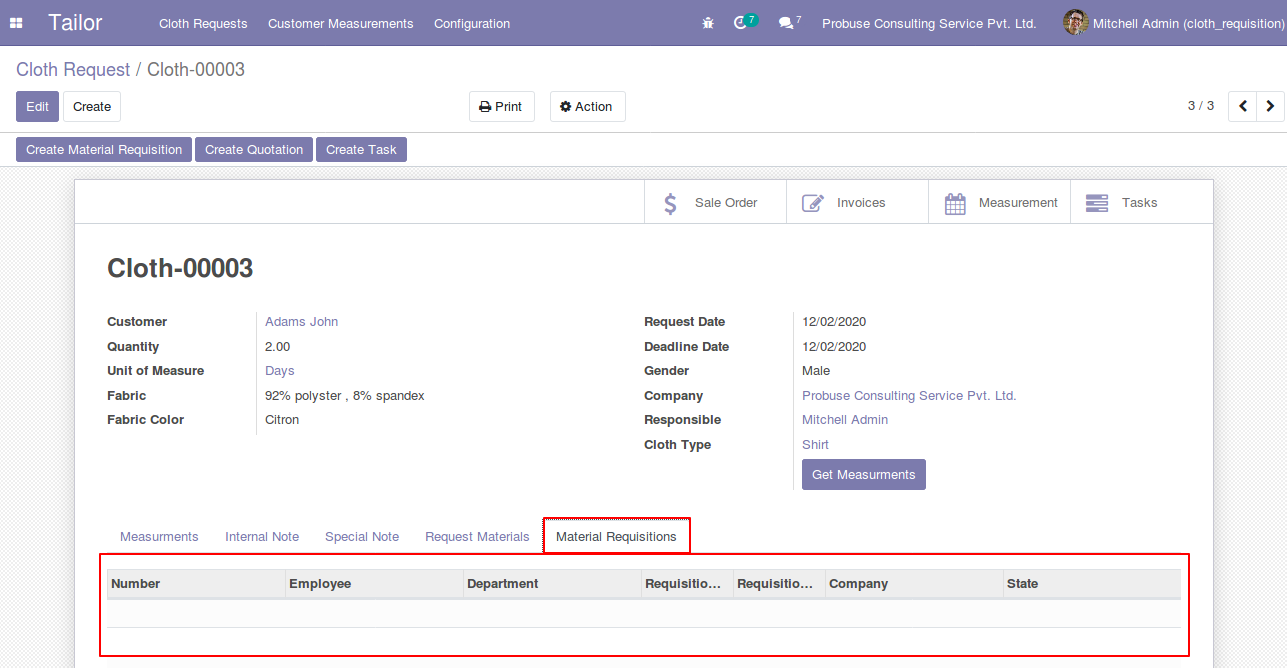 Tailor Cloth Requests Customer Measurements Configuration 7 7 Probuse Consulting Service Pvt. Ltd. Mitchell Admin (cloth_requisition)
Cloth Request / Cloth-00003
Edit Create Print Action 3 / 3
Create Material Requisition Create Quotation Create Task
Sale Order Invoices Measurement Tasks
Cloth-00003
Customer Adams John Request Date 12/02/2020
Quantity 2.00 Deadline Date 12/02/2020
Unit of Measure Days Gender Male
Fabric 92% polyster , 8% spandex Company Probuse Consulting Service Pvt. Ltd.
Fabric Color Citron Responsible Mitchell Admin
Cloth Type Shirt
Get Measurments
Measurments Internal Note Special Note Request Materials Material Requisitions
Number Employee Department Requisitio... Requisitio... Company State